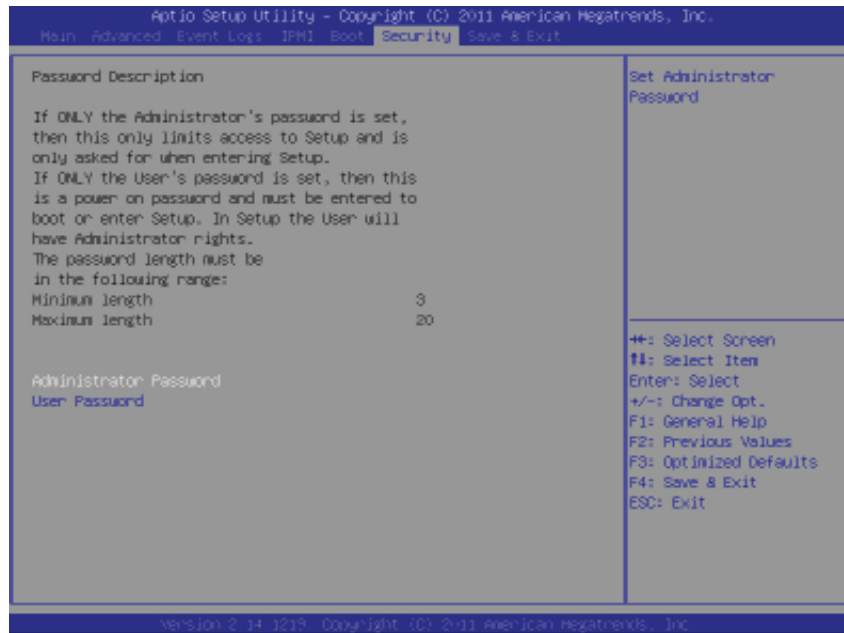 Aptio Setup Utility - Copyright (C) 2011 American Megatrends, Inc.
Main Advanced Event Logs IPMI Boot Security Save & Exit
Password Description
If ONLY the Administrator's password is set,
then this only limits access to Setup and is
only asked for when entering Setup.
If ONLY the User's password is set, then this
is a power on password and must be entered to
boot or enter Setup. In Setup the User will
have Administrator rights.
The password length must be
in the following range:
Minimum length 3
Maximum length 20
Administrator Password
User Password
Set Administrator
Password
→←: Select Screen
↑↓: Select Item
Enter: Select
+/-: Change Opt.
F1: General Help
F2: Previous Values
F3: Optimized Defaults
F4: Save & Exit
ESC: Exit
Version 2.14.1219. Copyright (C) 2011 American Megatrends, Inc.